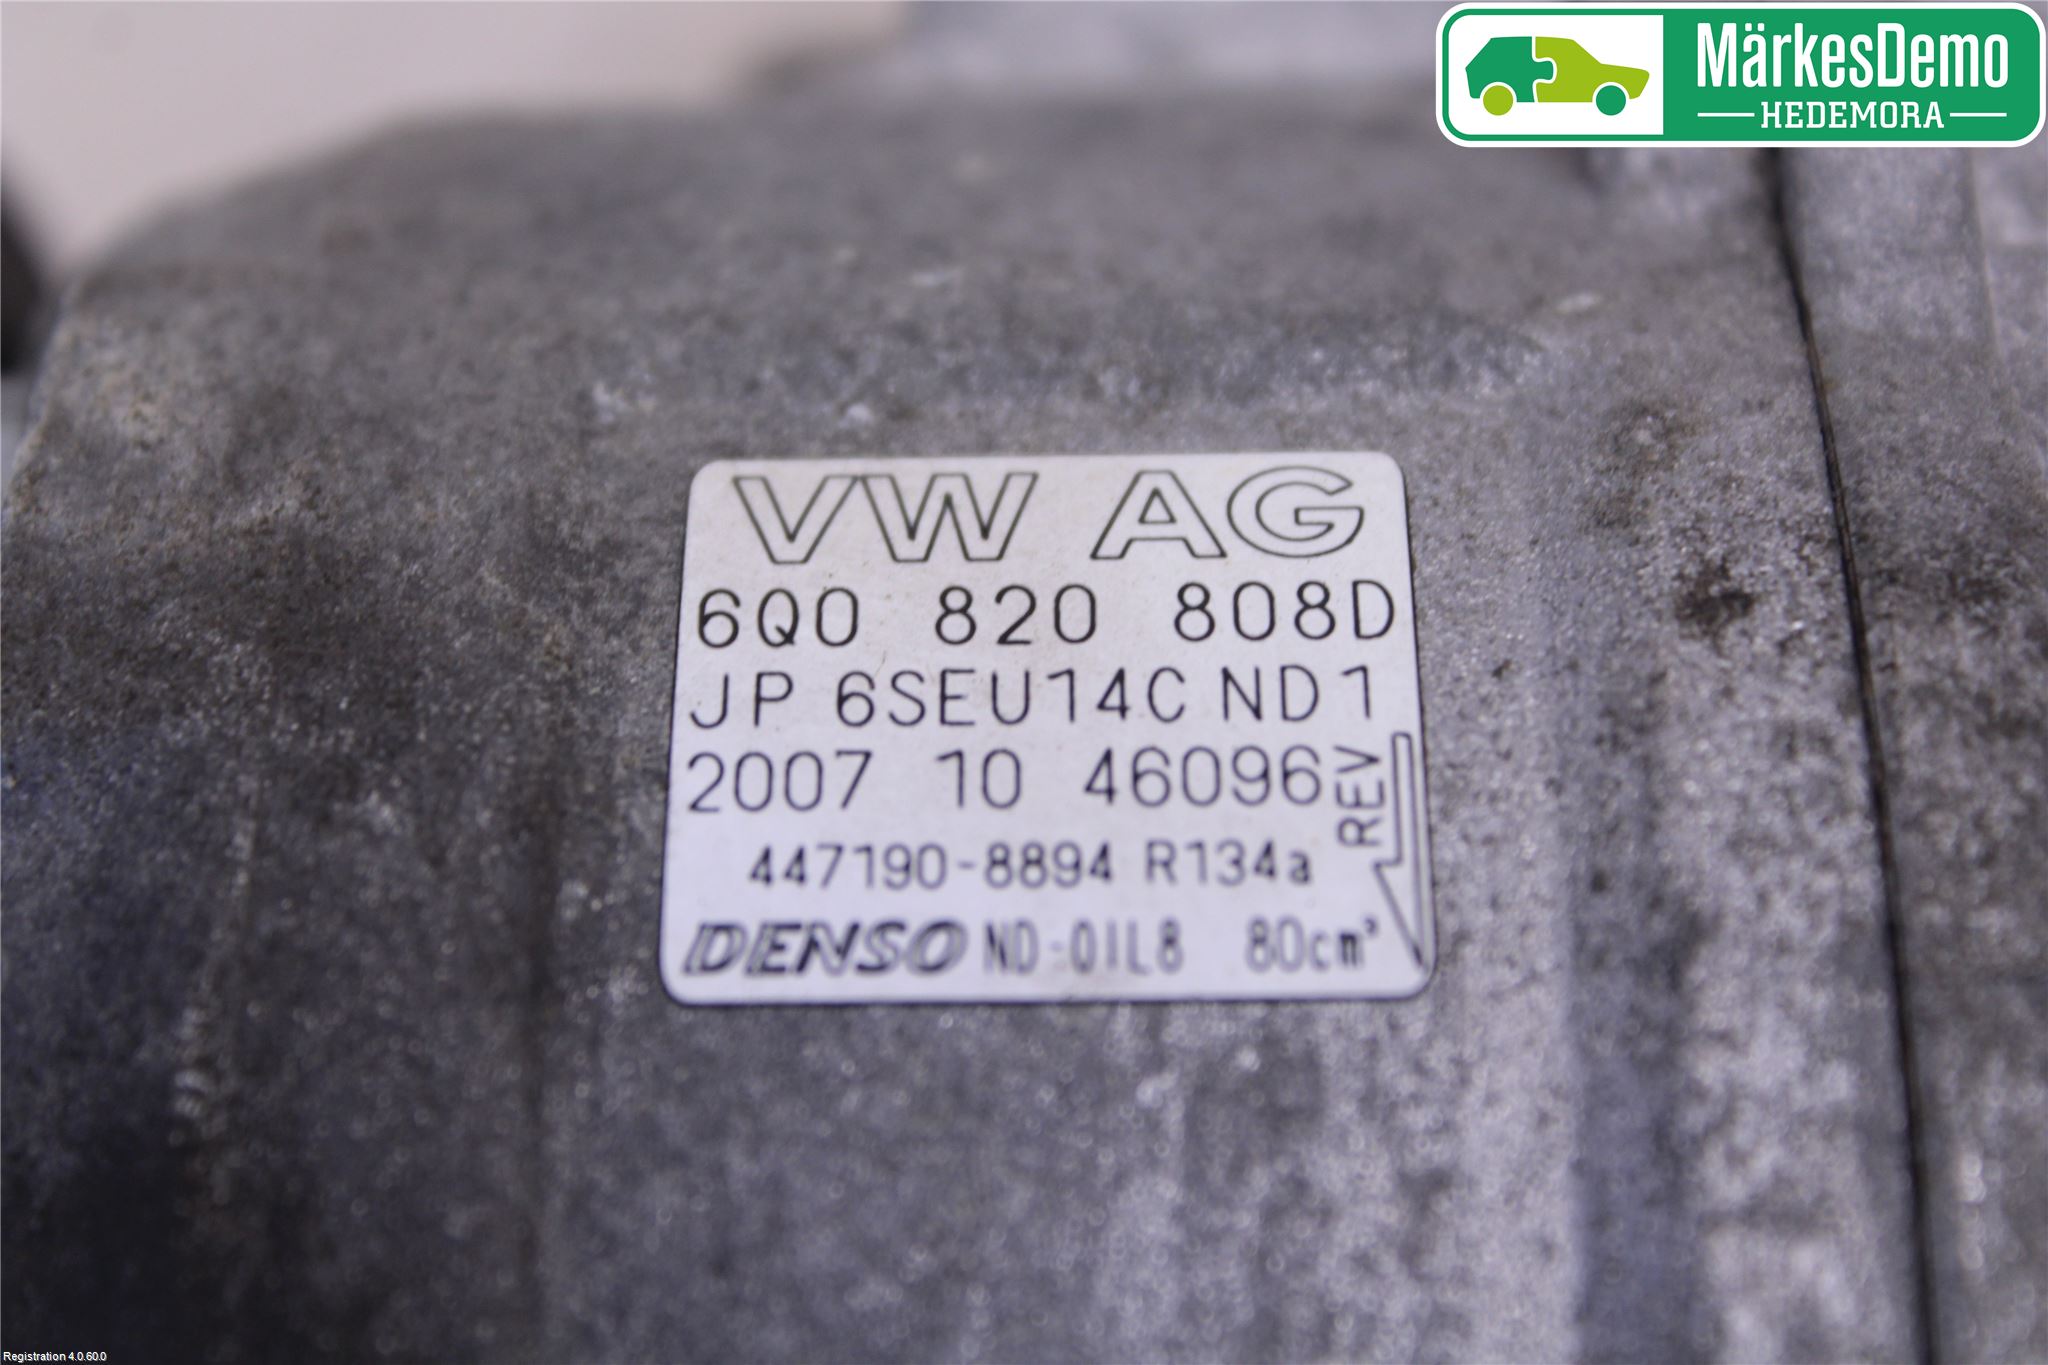 MärkesDemo
HEDEMORA
VW AG
6Q0 820 808D
JP 6SEU14C ND1
2007 10 46096
REV
447190-8894 R134a
DENSO ND-OIL8 80cm³
Registration 4.0.60.0